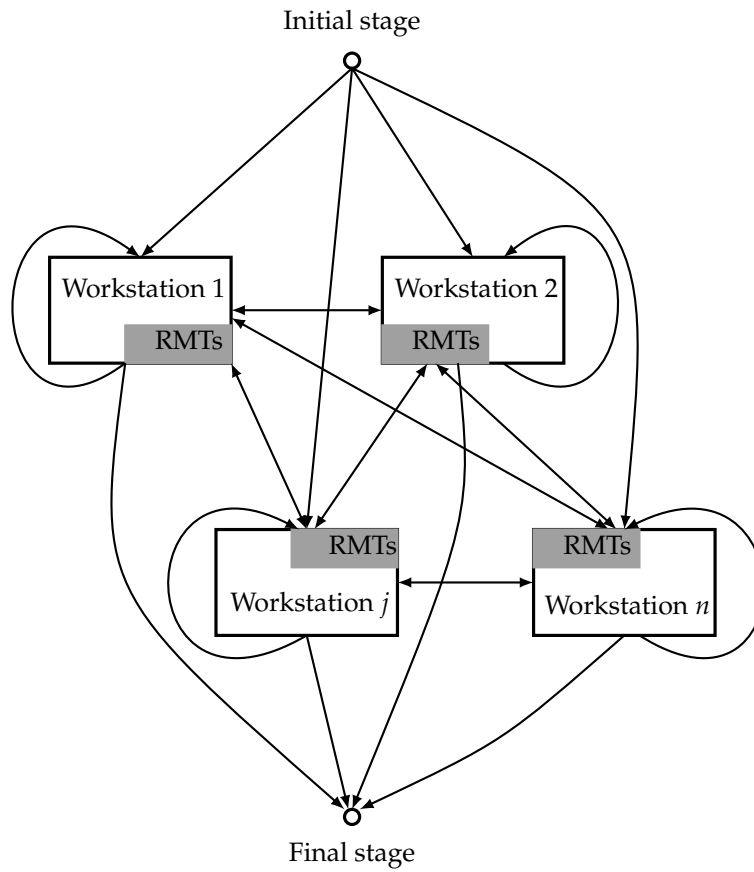 Initial stage
Workstation 1
Workstation 2
RMTs
RMTs
RMTs
RMTs
Workstation j
Workstation n
Final stage